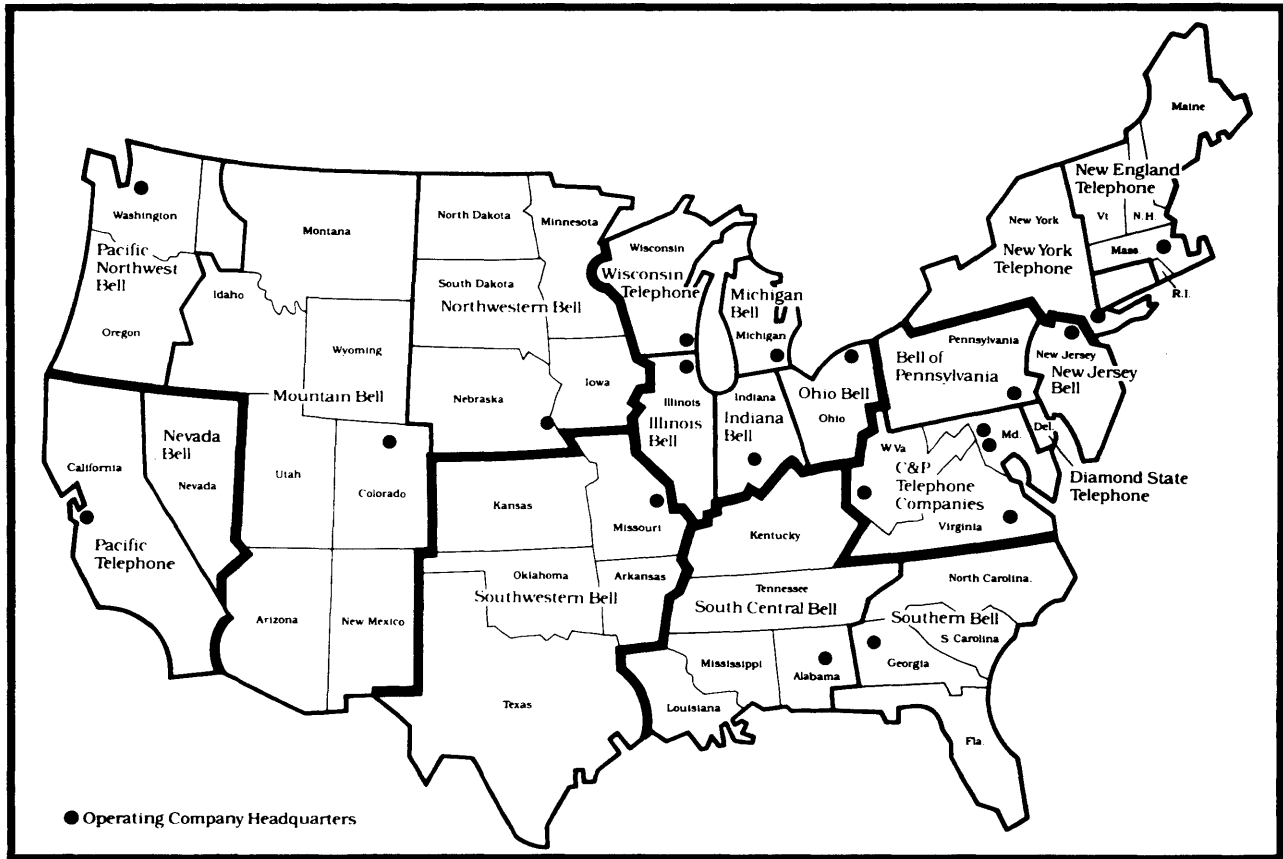 Maine
New England
Telephone
Vt
N.H.
Mass
R.I.
New York
New York
Telephone
Washington
Pacific
Northwest
Bell
Oregon
Montana
Idaho
Wyoming
Mountain Bell
Utah
Colorado
Arizona
New Mexico
North Dakota
Minnesota
South Dakota
Northwestern Bell
Nebraska
Iowa
Wisconsin
Wisconsin
Telephone
Michigan
Bell
Michigan
Illinois
Illinois
Bell
Indiana
Indiana
Bell
Ohio Bell
Ohio
Pennsylvania
Bell of
Pennsylvania
New Jersey
New Jersey
Bell
W Va
Md.
Del.
C&P
Telephone
Companies
Virginia
Diamond State
Telephone
Nevada
Bell
Nevada
California
Pacific
Telephone
Kansas
Missouri
Oklahoma
Arkansas
Southwestern Bell
Texas
Kentucky
Tennessee
South Central Bell
Mississippi
Alabama
Louisiana
North Carolina.
Southern Bell
S. Carolina
Georgia
Fla.
Operating Company Headquarters